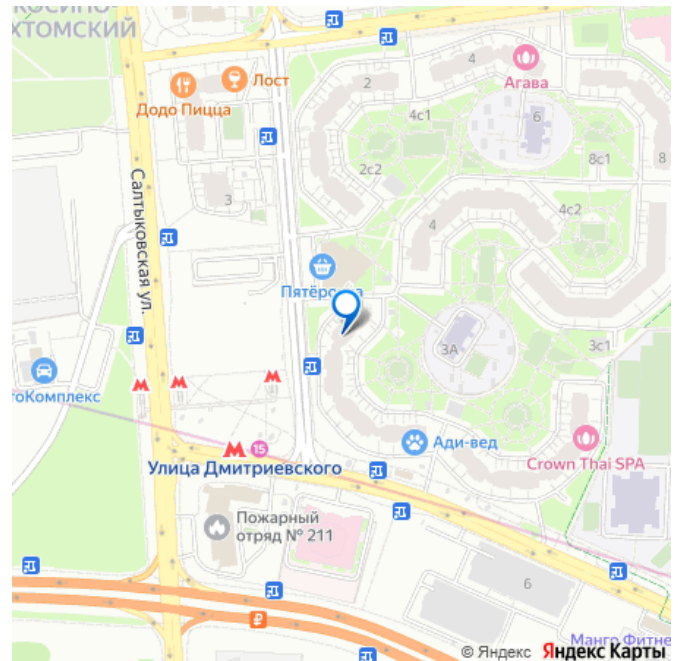 КОСИНО-
ХТОМСКИЙ
2
4
Агава
Лост
Додо Пицца
4с1
6
2с2
8с1
8
3
4с2
4
Салтыковская ул.
Пятёро
а
3А
3с1
тоКомплекс
Ади-вед
15
Улица Дмитриевского
Crown Thai SPA
Пожарный
отряд № 211
6
Манго Фитне
© Яндекс Яндекс Карты